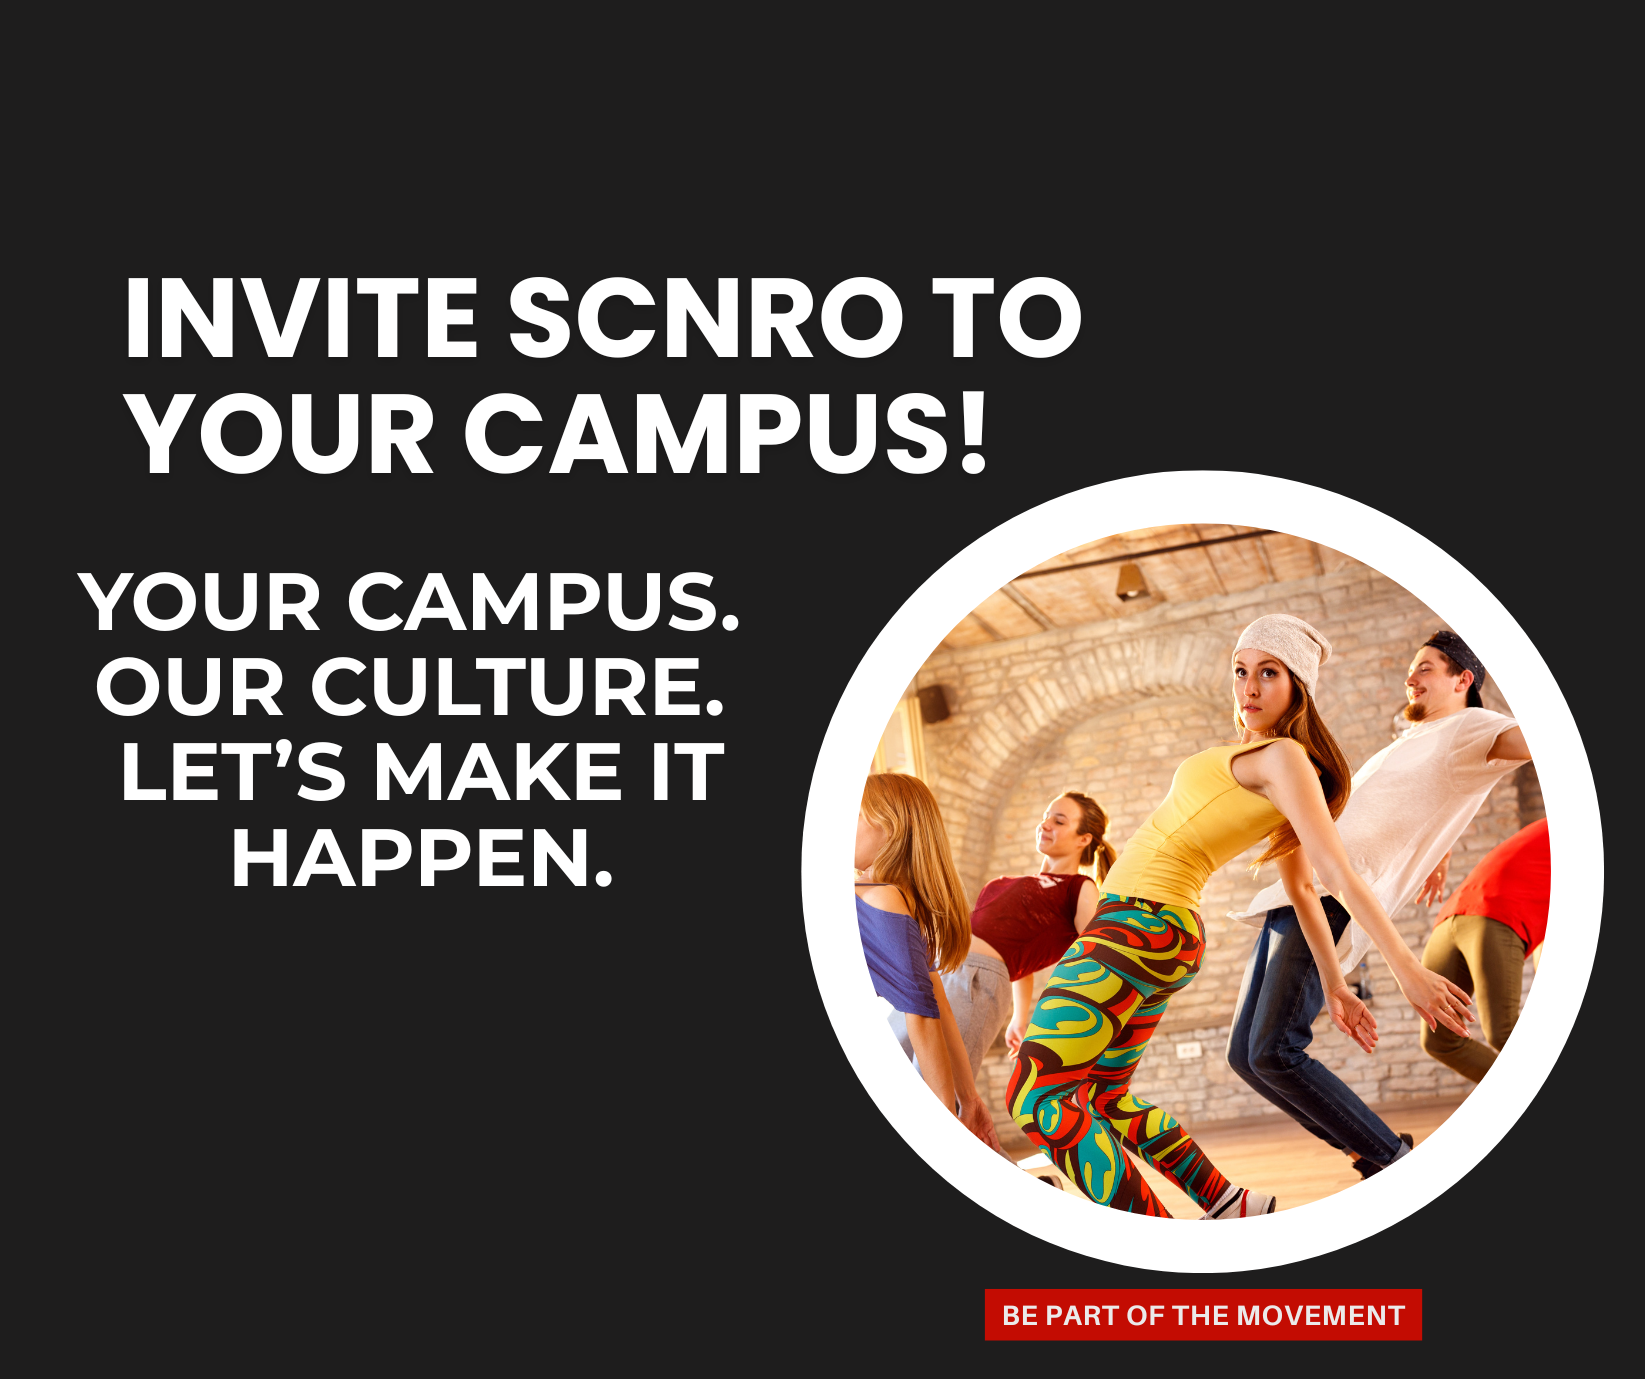 INVITE SCNRO TO
YOUR CAMPUS!
YOUR CAMPUS.
OUR CULTURE.
LET’S MAKE IT
HAPPEN.
BE PART OF THE MOVEMENT